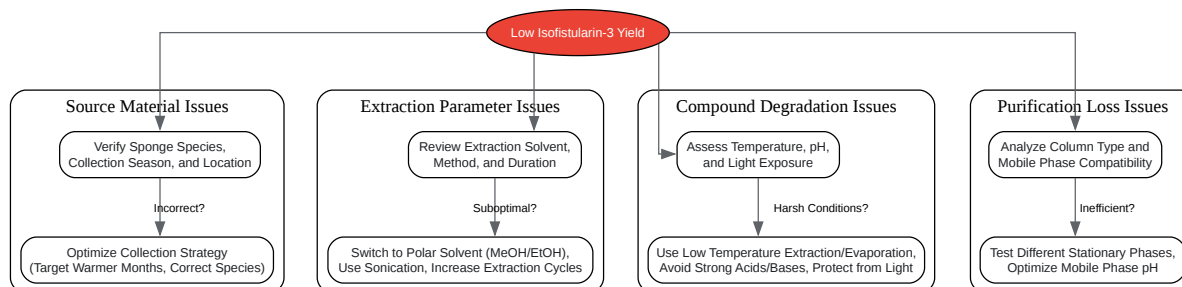 Low Isofistularin-3 Yield
Source Material Issues
Verify Sponge Species,
Collection Season, and Location
Incorrect?
Optimize Collection Strategy
(Target Warmer Months, Correct Species)
Extraction Parameter Issues
Review Extraction Solvent,
Method, and Duration
Suboptimal?
Switch to Polar Solvent (MeOH/EtOH),
Use Sonication, Increase Extraction Cycles
Compound Degradation Issues
Assess Temperature, pH,
and Light Exposure
Harsh Conditions?
Use Low Temperature Extraction/Evaporation,
Avoid Strong Acids/Bases, Protect from Light
Purification Loss Issues
Analyze Column Type and
Mobile Phase Compatibility
Inefficient?
Test Different Stationary Phases,
Optimize Mobile Phase pH